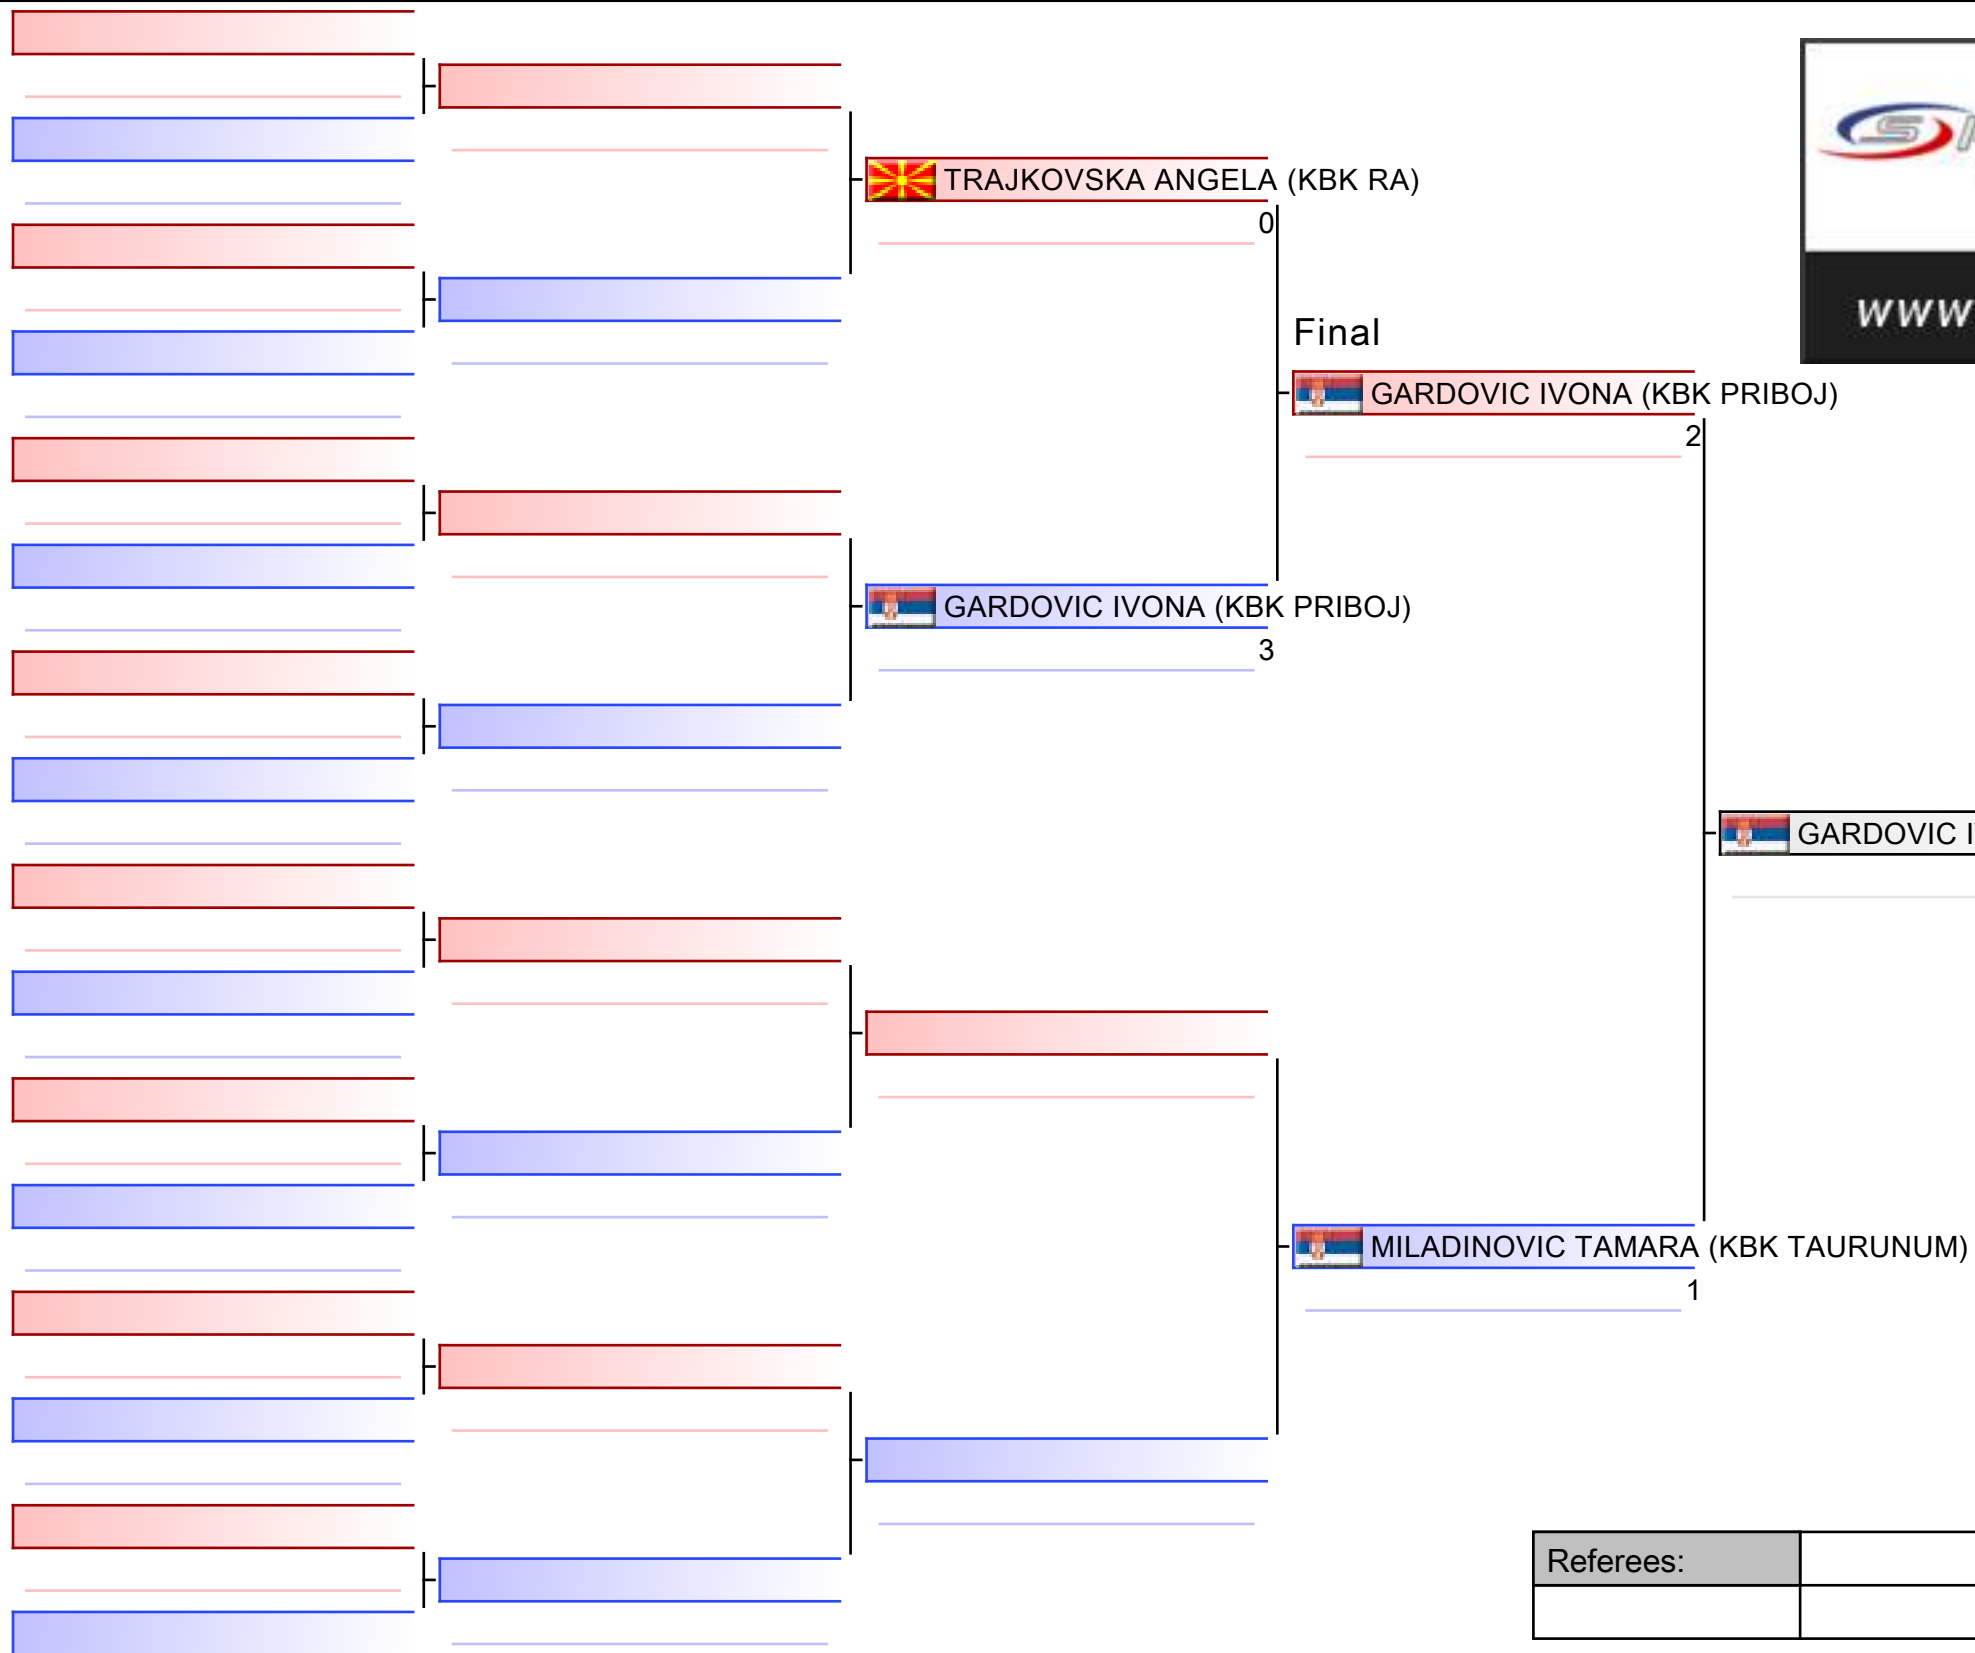 TRAJKOVSKA ANGELA (KBK RA)
0
Final
www
GARDOVIC IVONA (KBK PRIBOJ)
2
GARDOVIC IVONA (KBK PRIBOJ)
3
GARDOVIC
MILADINOVIC TAMARA (KBK TAURUNUM)
1
Referees: